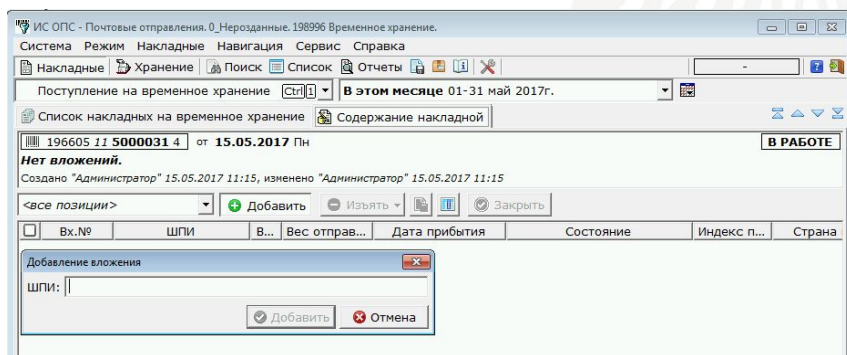 ИС ОПС - Почтовые отправления. 0_Нерозданные. 198996 Временное хранение.
Система Режим Накладные Навигация Сервис Справка
Накладные Хранение Поиск Список Отчеты -
Поступление на временное хранение Ctrl 1 В этом месяце 01-31 май 2017г.
Список накладных на временное хранение Содержание накладной
196605 11 5000031 4 от 15.05.2017 Пн В РАБОТЕ
Нет вложений.
Создано "Администратор" 15.05.2017 11:15, изменено "Администратор" 15.05.2017 11:15
<все позиции> Добавить Изъять Закрыть
Вх.№ ШПИ В... Вес отправ... Дата прибытия Состояние Индекс п... Страна
Добавление вложения
ШПИ:
Добавить Отмена